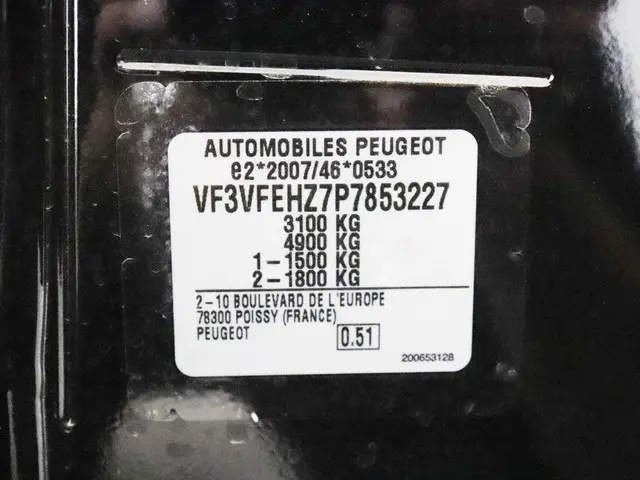 AUTOMOBILES PEUGEOT
e2*2007/46*0533
VF3VFEHZ7P7853227
3100 KG
4900 KG
1-1500 KG
2-1800 KG
2-10 BOULEVARD DE L'EUROPE
78300 POISSY (FRANCE)
PEUGEOT 0.51
200653128